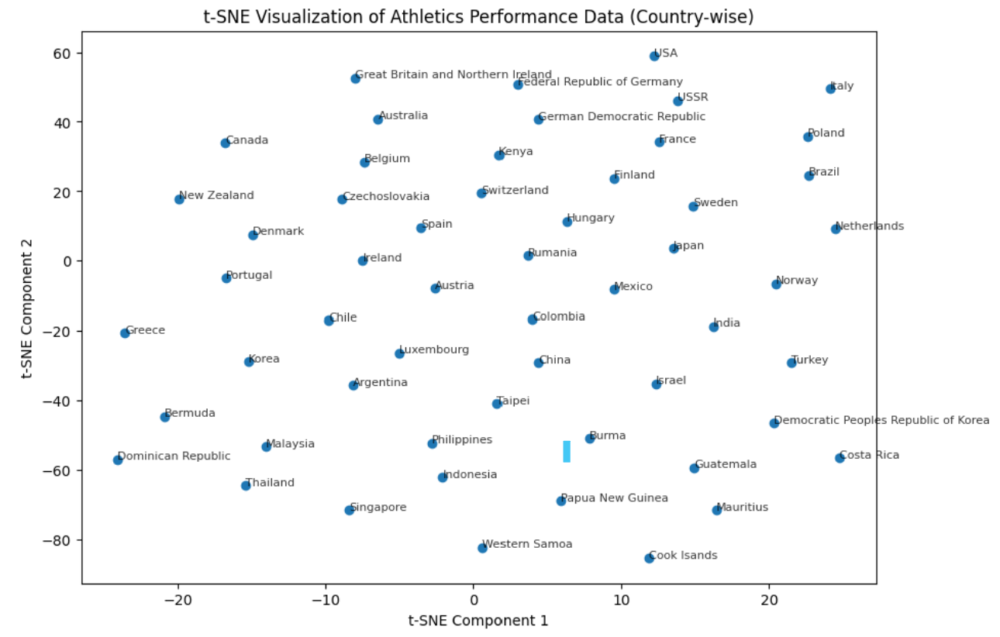 t-SNE Visualization of Athletics Performance Data (Country-wise)
60
40
20
0
−20
−40
−60
−80
t-SNE Component 2
USA
Great Britain and Northern Ireland
Federal Republic of Germany
Italy
USSR
Australia
German Democratic Republic
Canada
France
Poland
Belgium
Kenya
Finland
Brazil
New Zealand
Czechoslovakia
Switzerland
Sweden
Denmark
Spain
Hungary
Netherlands
Ireland
Rumania
Japan
Portugal
Austria
Mexico
Norway
Chile
Colombia
India
Greece
Korea
Luxembourg
China
Turkey
Argentina
Israel
Taipei
Bermuda
Democratic Peoples Republic of Korea
Malaysia
Philippines
Burma
Dominican Republic
Costa Rica
Guatemala
Thailand
Indonesia
Singapore
Papua New Guinea
Mauritius
Western Samoa
Cook Isands
−20
−10
0
10
20
t-SNE Component 1